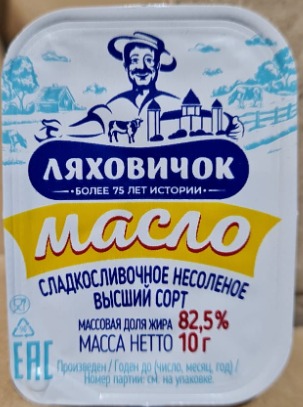 ЛЯХОВИЧОК
• БОЛЕЕ 75 ЛЕТ ИСТОРИИ •
масло
СЛАДКОСЛИВОЧНОЕ НЕСОЛЕНОЕ
ВЫСШИЙ СОРТ
МАССОВАЯ ДОЛЯ ЖИРА 82,5%
МАССА НЕТТО 10 г
EAC
Произведен / Годен до (число, месяц, год) /
Номер партии: см. на упаковке.